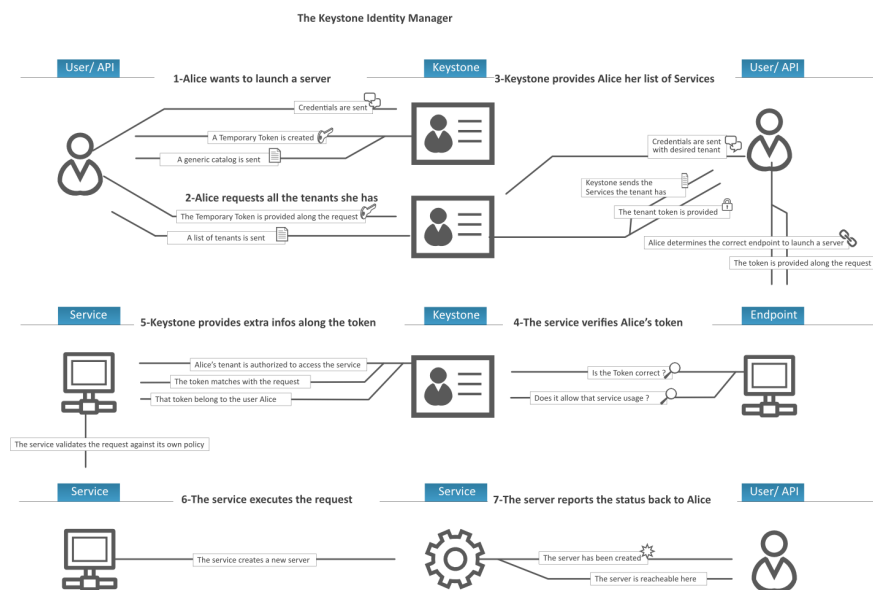 The Keystone Identity Manager
User/ API
Keystone
User/ API
1-Alice wants to launch a server
3-Keystone provides Alice her list of Services
Credentials are sent
A Temporary Token is created
A generic catalog is sent
Credentials are sent
with desired tenant
Keystone sends the
Services the tenant has
2-Alice requests all the tenants she has
The Temporary Token is provided along the request
The tenant token is provided
A list of tenants is sent
Alice determines the correct endpoint to launch a server
The token is provided along the request
Service
Keystone
Endpoint
5-Keystone provides extra infos along the token
4-The service verifies Alice's token
Alice's tenant is authorized to access the service
The token matches with the request
That token belong to the user Alice
Is the Token correct ?
Does it allow that service usage ?
The service validates the request against its own policy
Service
Service
User/ API
6-The service executes the request
7-The server reports the status back to Alice
The service creates a new server
The server has been created
The server is reacheable here